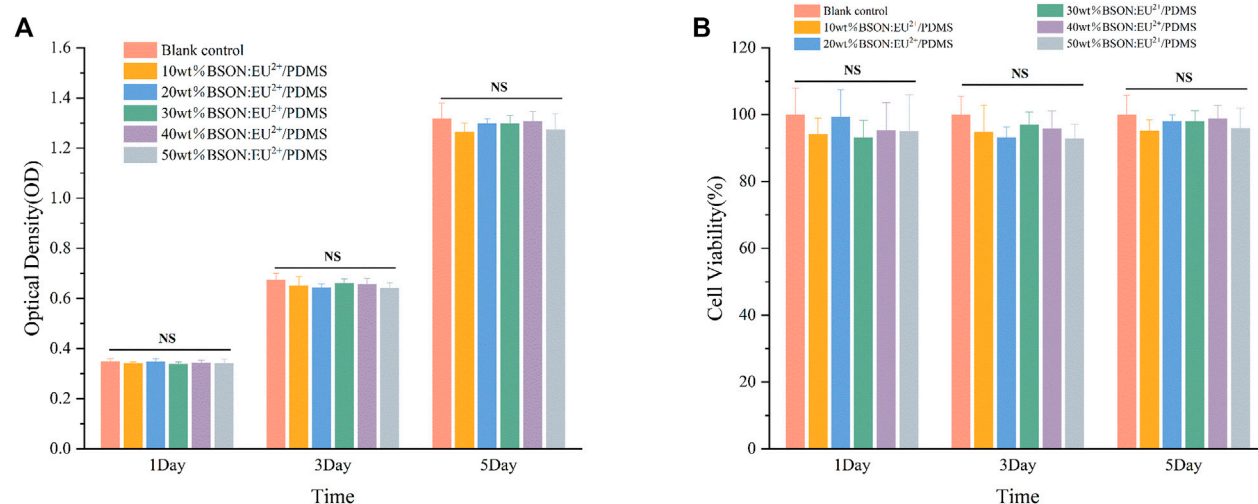 A
1.6
1.4
1.2
1.0
0.8
0.6
0.4
0.2
0.0
Optical Density(OD)
Blank control
10wt%BSON:EU²⁺/PDMS
20wt%BSON:EU²⁺/PDMS
30wt%BSON:EU²⁺/PDMS
40wt%BSON:EU²⁺/PDMS
50wt%BSON:EU²⁺/PDMS
NS
NS
NS
1Day
3Day
5Day
Time
B
Blank control
10wt%BSON:EU²⁺/PDMS
20wt%BSON:EU²⁺/PDMS
30wt%BSON:EU²⁺/PDMS
40wt%BSON:EU²⁺/PDMS
50wt%BSON:EU²⁺/PDMS
120
100
80
60
40
20
0
Cell Viability(%)
NS
NS
NS
1Day
3Day
5Day
Time